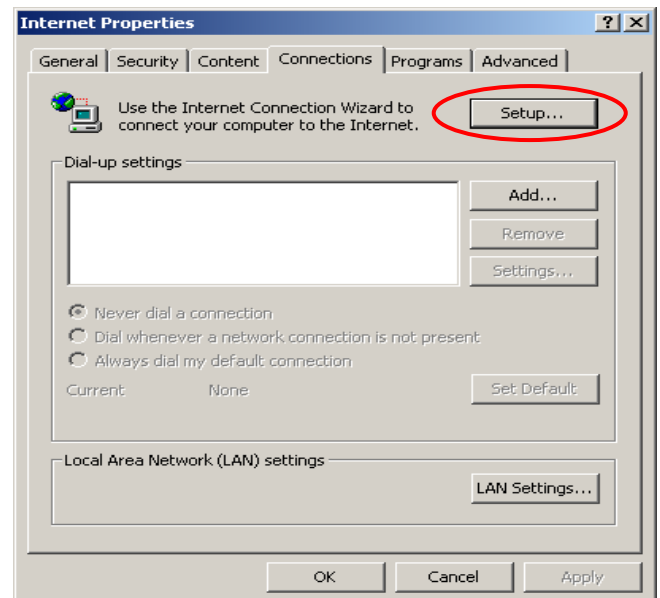 Internet Properties
General Security Content Connections Programs Advanced
Use the Internet Connection Wizard to
connect your computer to the Internet.
Setup...
Dial-up settings
Add...
Remove
Settings...
Never dial a connection
Dial whenever a network connection is not present
Always dial my default connection
Current None Set Default
Local Area Network (LAN) settings
LAN Settings...
OK Cancel Apply